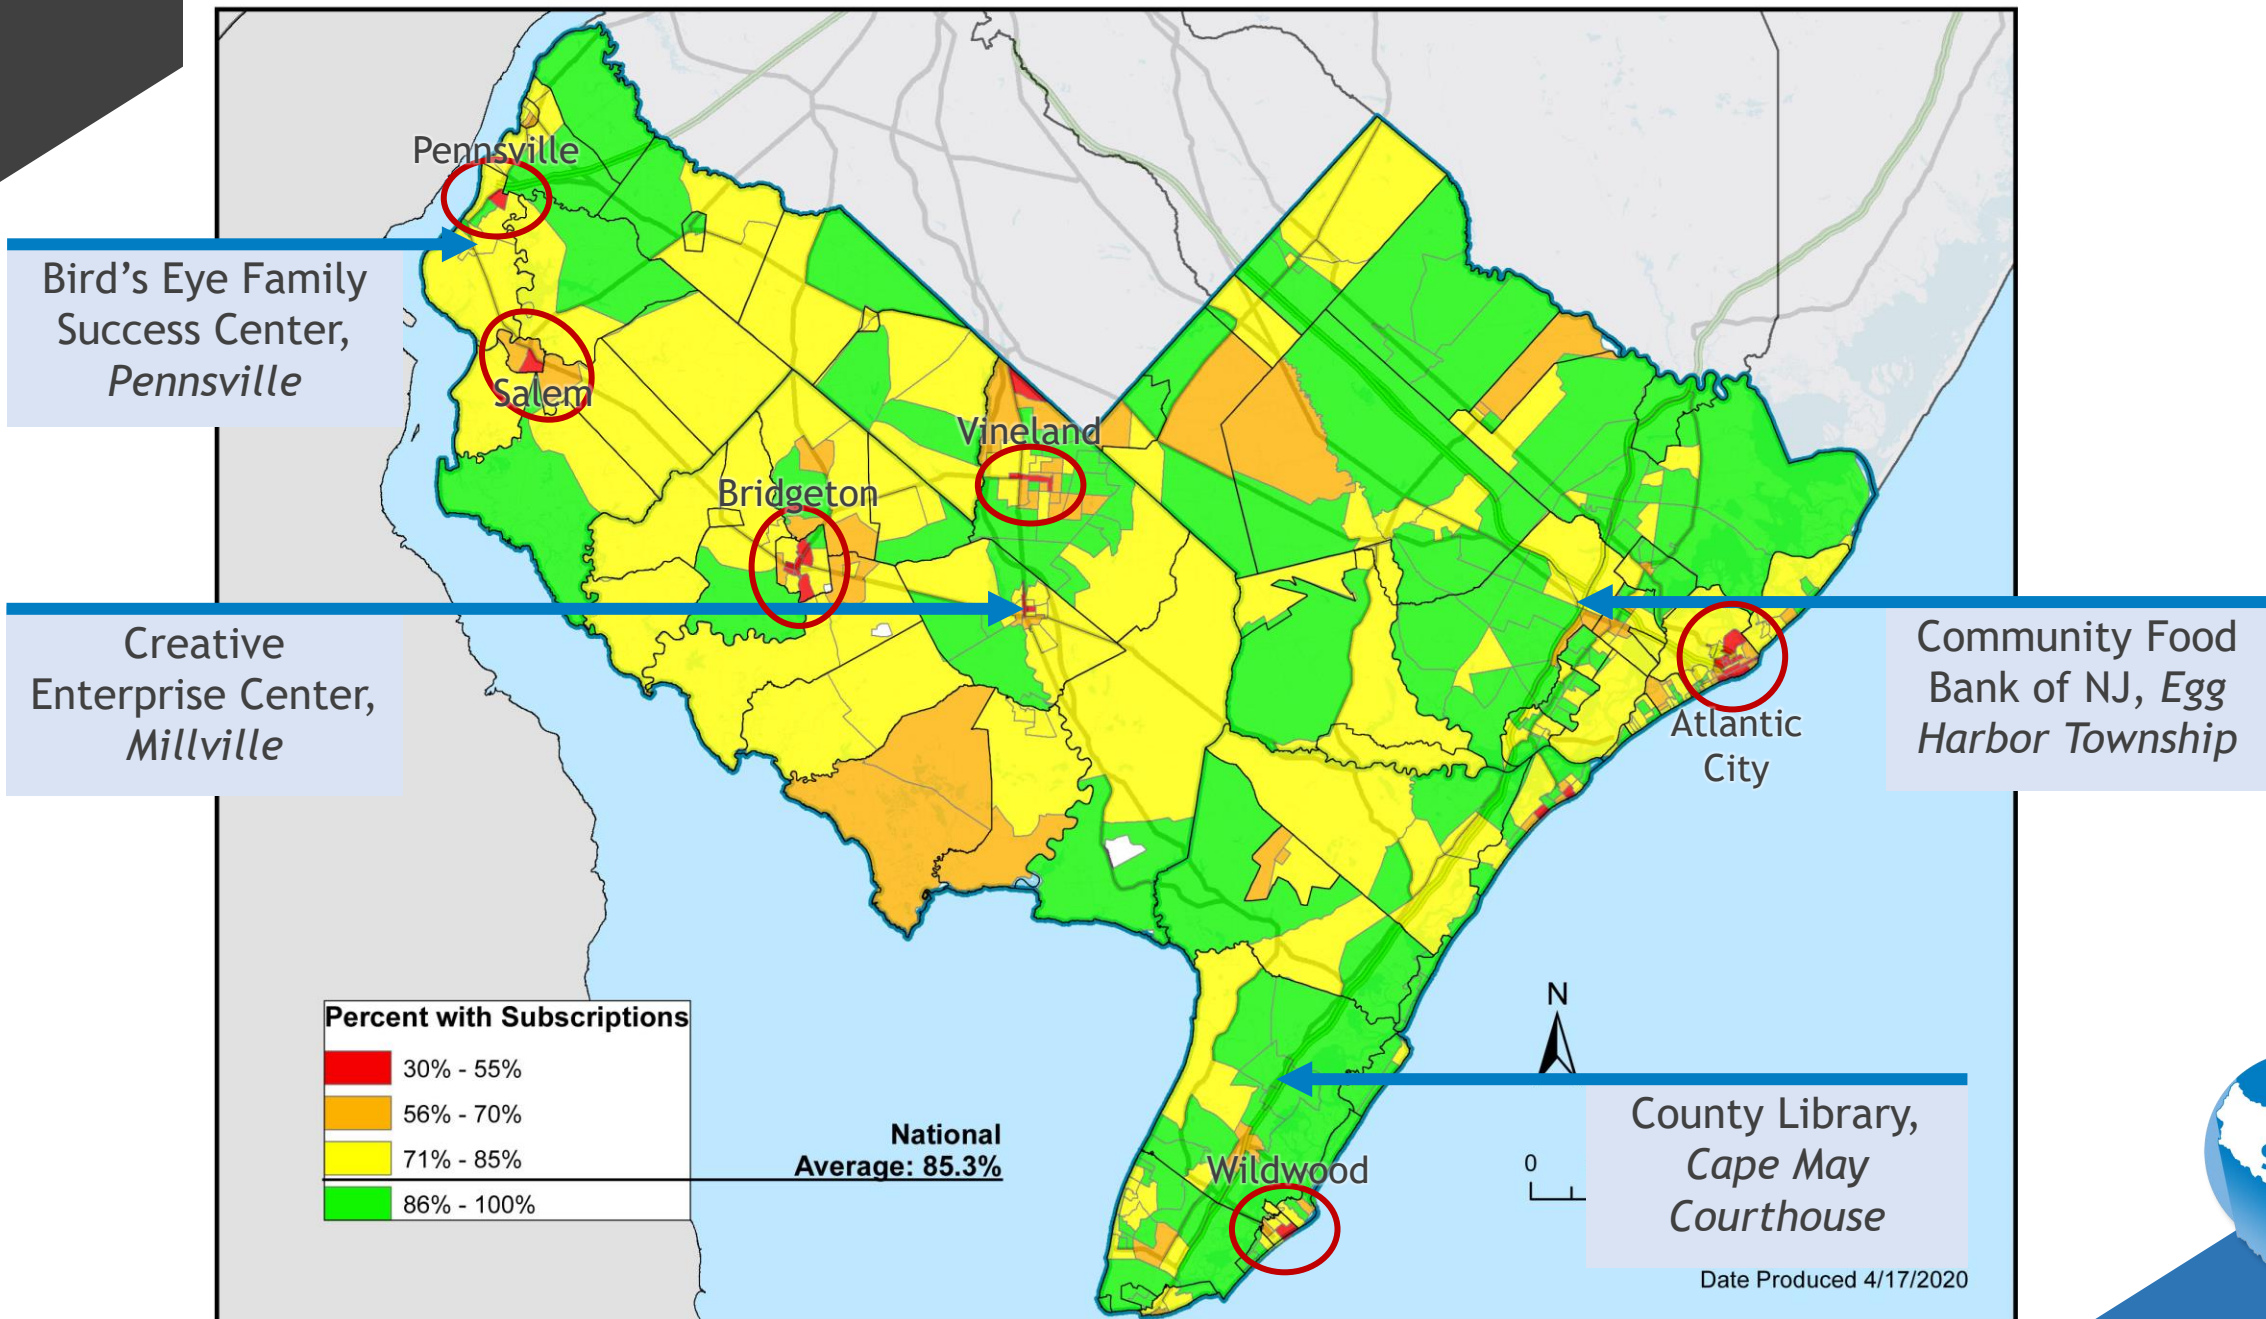 Pennsville
Bird's Eye Family
Success Center,
Pennsville
Salem
Vineland
Bridgeton
Creative
Enterprise Center,
Millville
Community Food
Bank of NJ, Egg
Harbor Township
Atlantic
City
Percent with Subscriptions
30% - 55%
56% - 70%
71% - 85%
86% - 100%
National
Average: 85.3%
N
0
County Library,
Cape May
Courthouse
Wildwood
Date Produced 4/17/2020